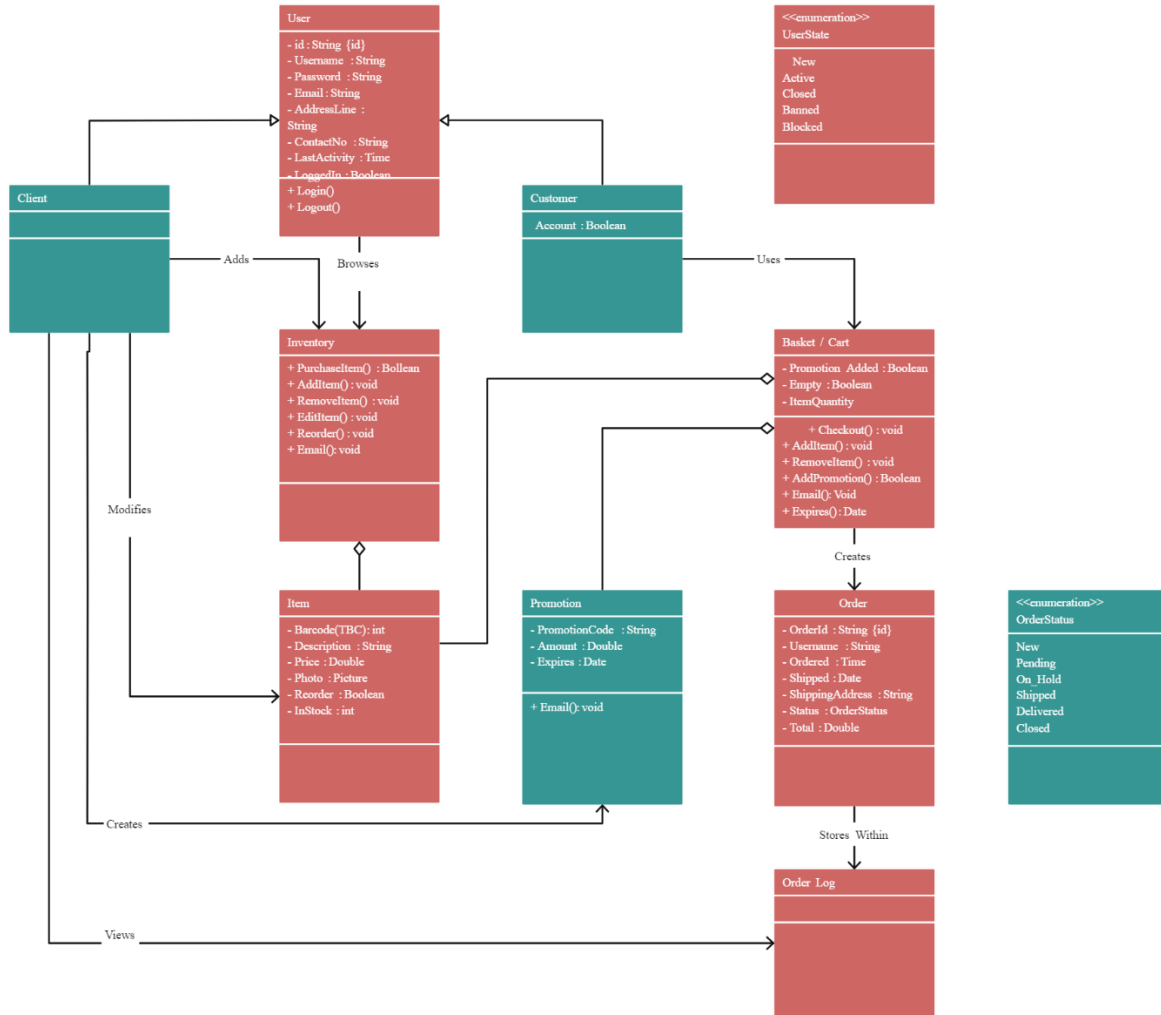 User
- id : String {id}
- Username : String
- Password : String
- Email : String
- AddressLine :
String
- ContactNo : String
- LastActivity : Time
- LoggedIn : Boolean
+ Login()
+ Logout()
<<enumeration>>
UserState
New
Active
Closed
Banned
Blocked
Client
Customer
Account : Boolean
Adds
Browses
Uses
Inventory
+ PurchaseItem() : Bollean
+ AddItem() : void
+ RemoveItem() : void
+ EditItem() : void
+ Reorder() : void
+ Email(): void
Basket / Cart
- Promotion Added : Boolean
- Empty : Boolean
- ItemQuantity
+ Checkout() : void
+ AddItem() : void
+ RemoveItem() : void
+ AddPromotion() : Boolean
+ Email(): Void
+ Expires() : Date
Modifies
Creates
Item
- Barcode(TBC): int
- Description : String
- Price : Double
- Photo : Picture
- Reorder : Boolean
- InStock : int
Promotion
- PromotionCode : String
- Amount : Double
- Expires : Date
+ Email(): void
Order
- OrderId : String {id}
- Username : String
- Ordered : Time
- Shipped : Date
- ShippingAddress : String
- Status : OrderStatus
- Total : Double
<<enumeration>>
OrderStatus
New
Pending
On_Hold
Shipped
Delivered
Closed
Creates
Stores Within
Order Log
Views